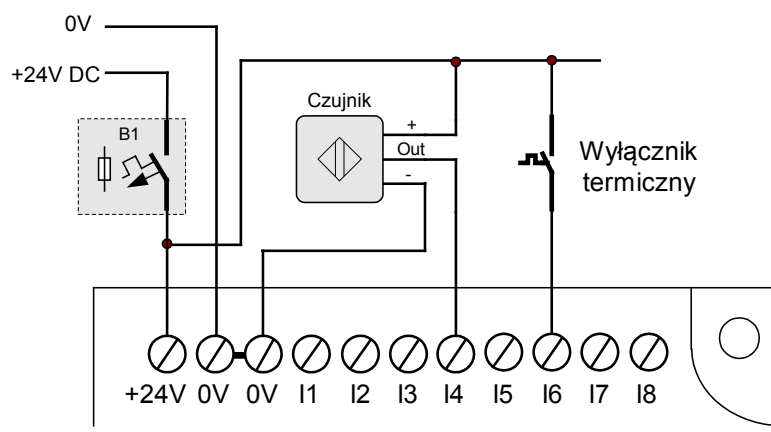 0V
+24V DC
B1
Czujnik
+
Out
-
Wyłącznik
termiczny
+24V 0V 0V I1 I2 I3 I4 I5 I6 I7 I8